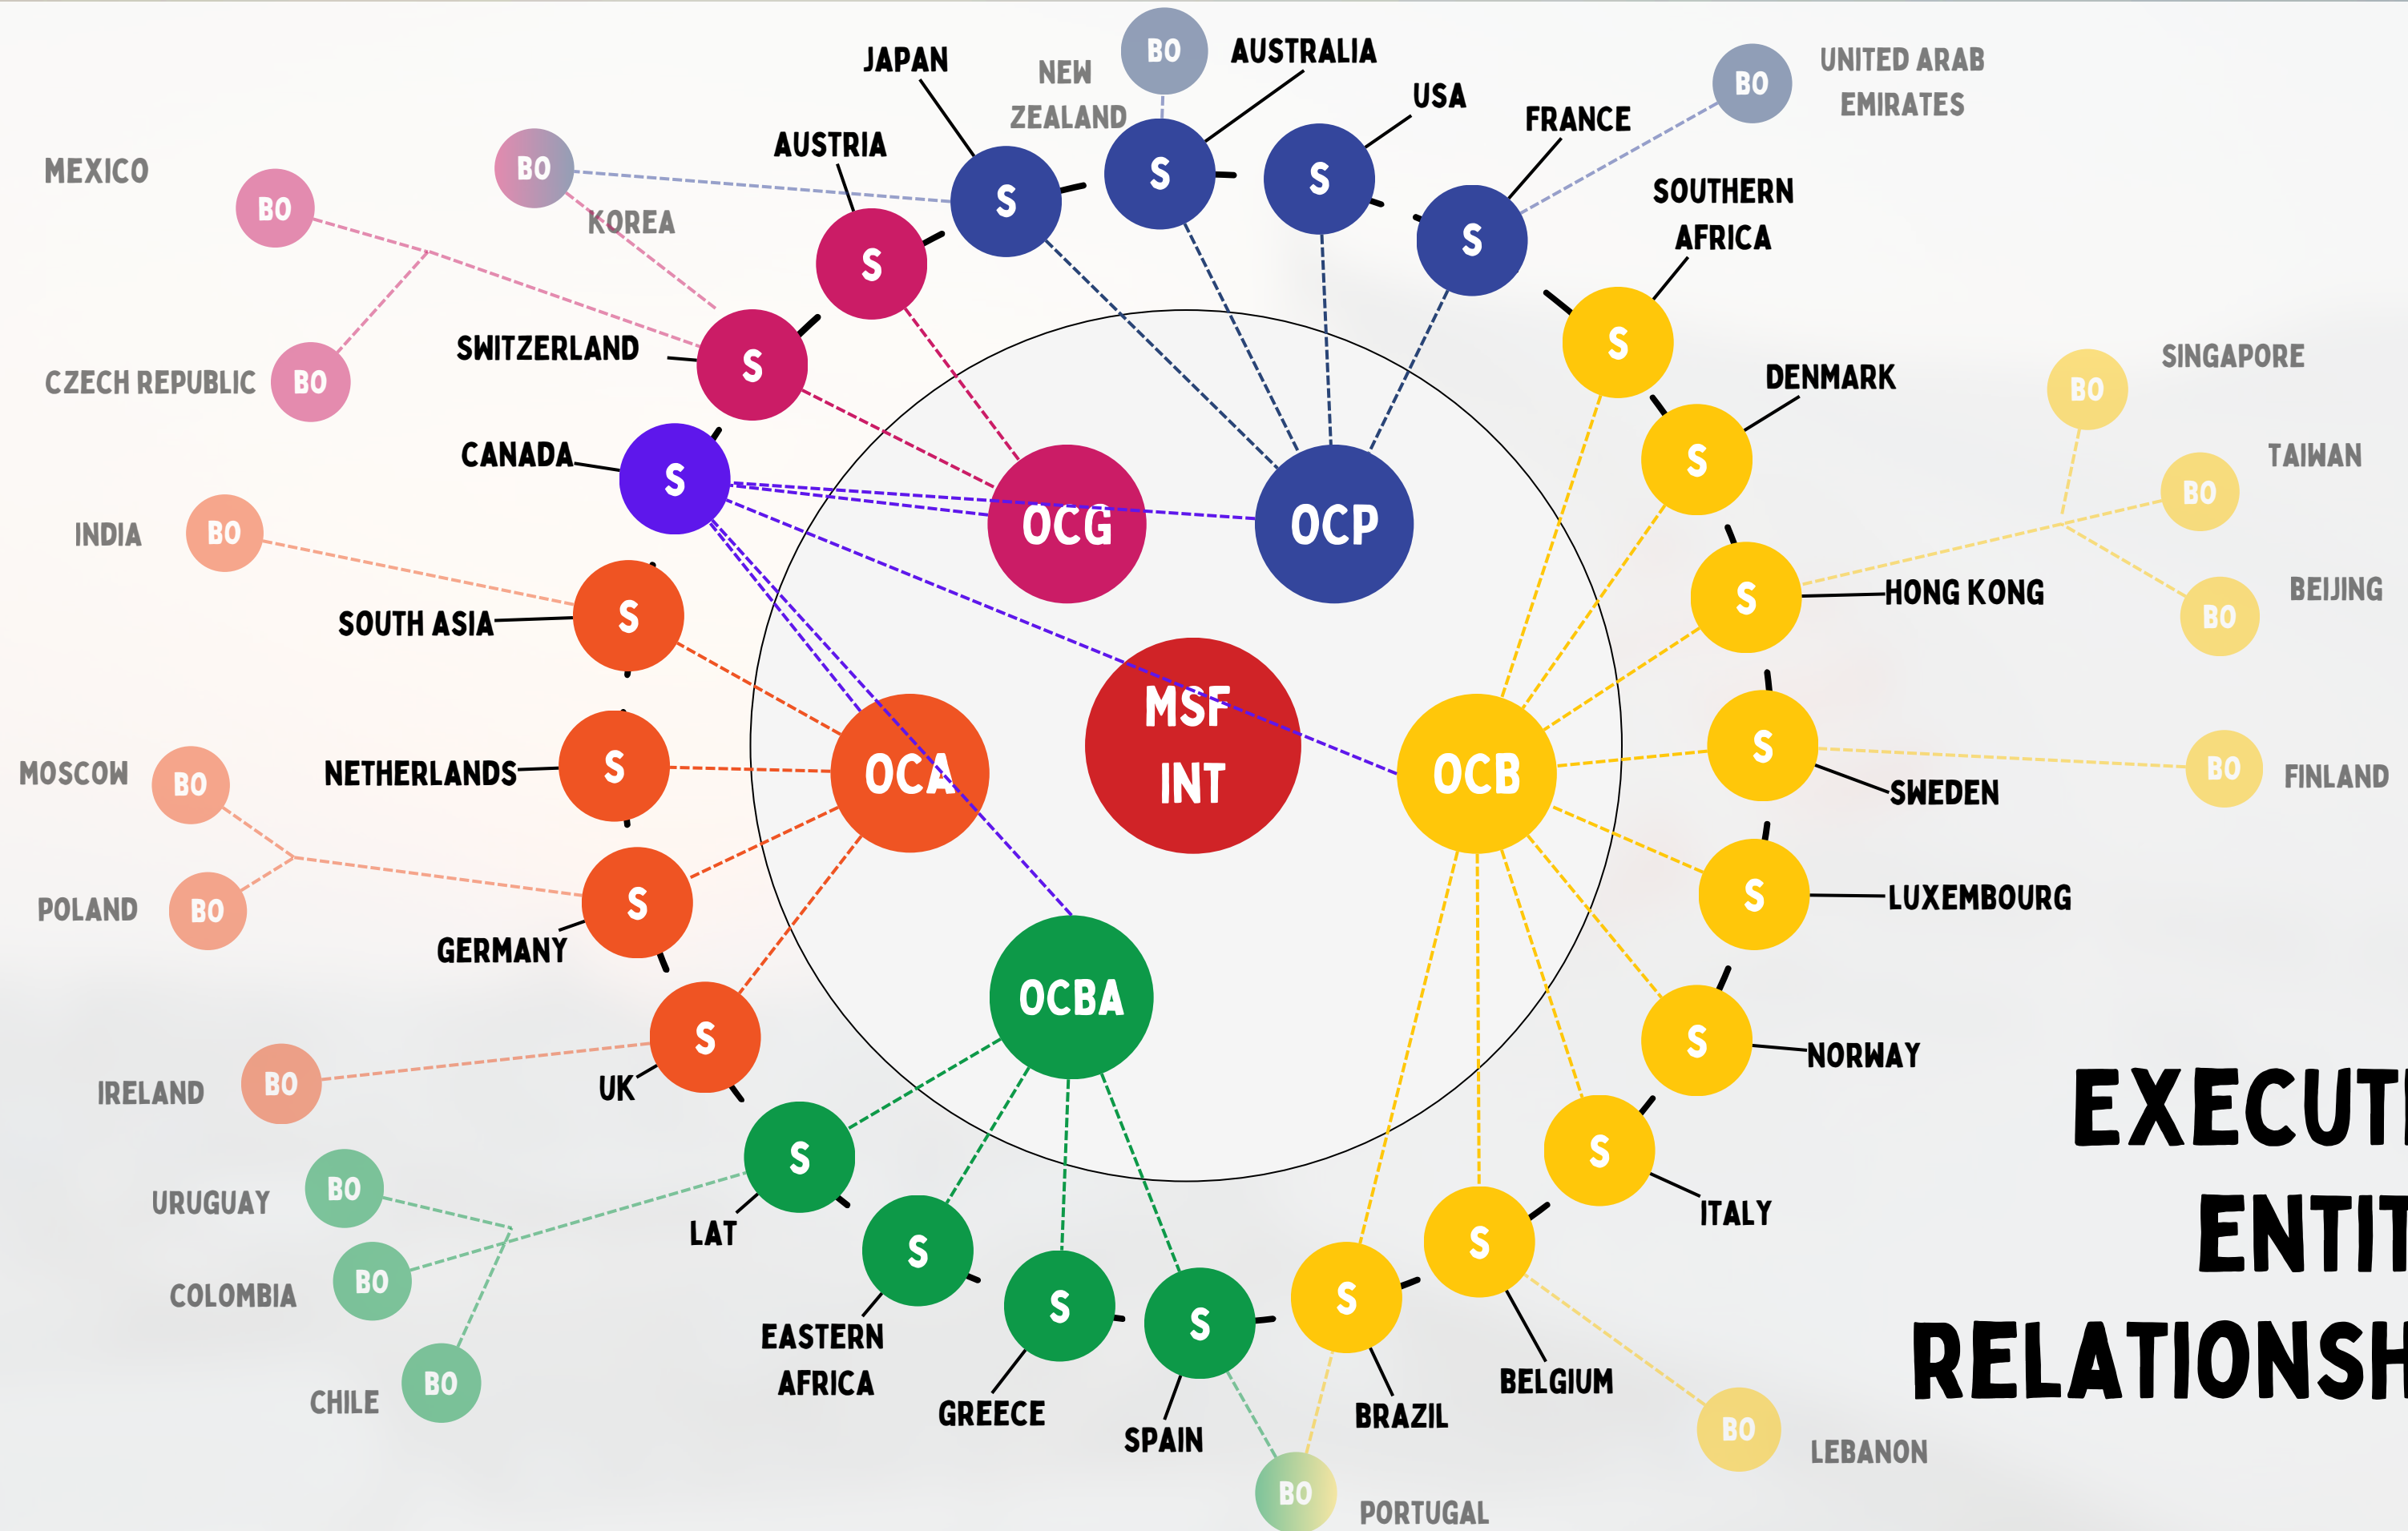 BO
AUSTRALIA
JAPAN
NEW
ZEALAND
USA
BO
UNITED ARAB
EMIRATES
FRANCE
AUSTRIA
MEXICO
BO
BO
KOREA
S
S
S
S
S
SOUTHERN
AFRICA
S
SWITZERLAND
S
CZECH REPUBLIC
BO
DENMARK
S
BO
SINGAPORE
CANADA
S
TAIWAN
BO
INDIA
BO
OCG
OCP
HONG KONG
S
BEIJING
BO
SOUTH ASIA
S
MSF
INT
MOSCOW
BO
NETHERLANDS
S
OCA
OCB
S
SWEDEN
BO
FINLAND
POLAND
BO
GERMANY
S
S
LUXEMBOURG
OCBA
IRELAND
BO
UK
S
S
NORWAY
EXECUTI
ENTIT
RELATIONSH
URUGUAY
BO
LAT
S
S
ITALY
COLOMBIA
BO
S
EASTERN
AFRICA
S
GREECE
S
SPAIN
S
BRAZIL
S
BELGIUM
CHILE
BO
BO
LEBANON
BO
PORTUGAL